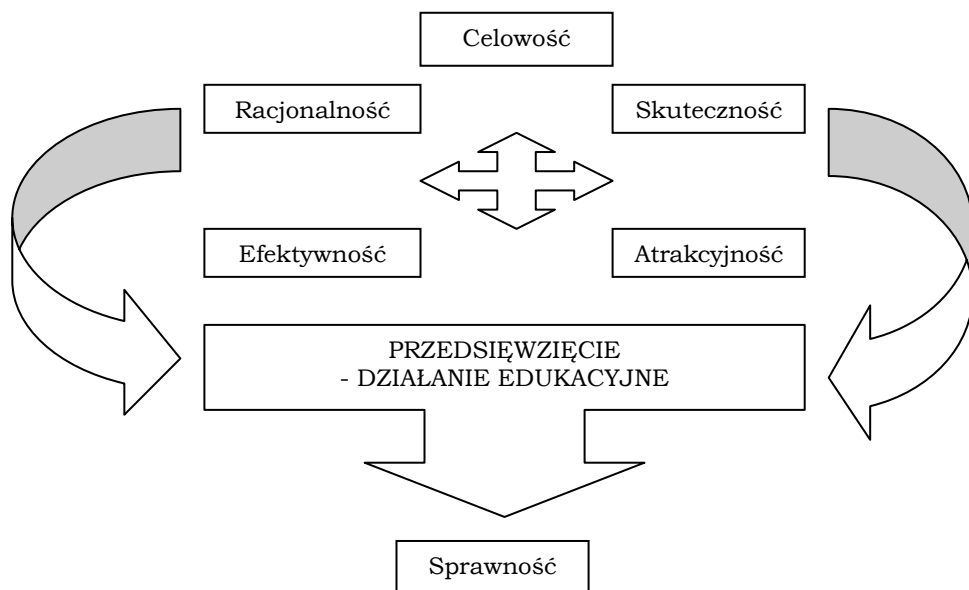 Celowość
Racjonalność
Skuteczność
Efektywność
Atrakcyjność
PRZEDSIĘWZIĘCIE
- DZIAŁANIE EDUKACYJNE
Sprawność